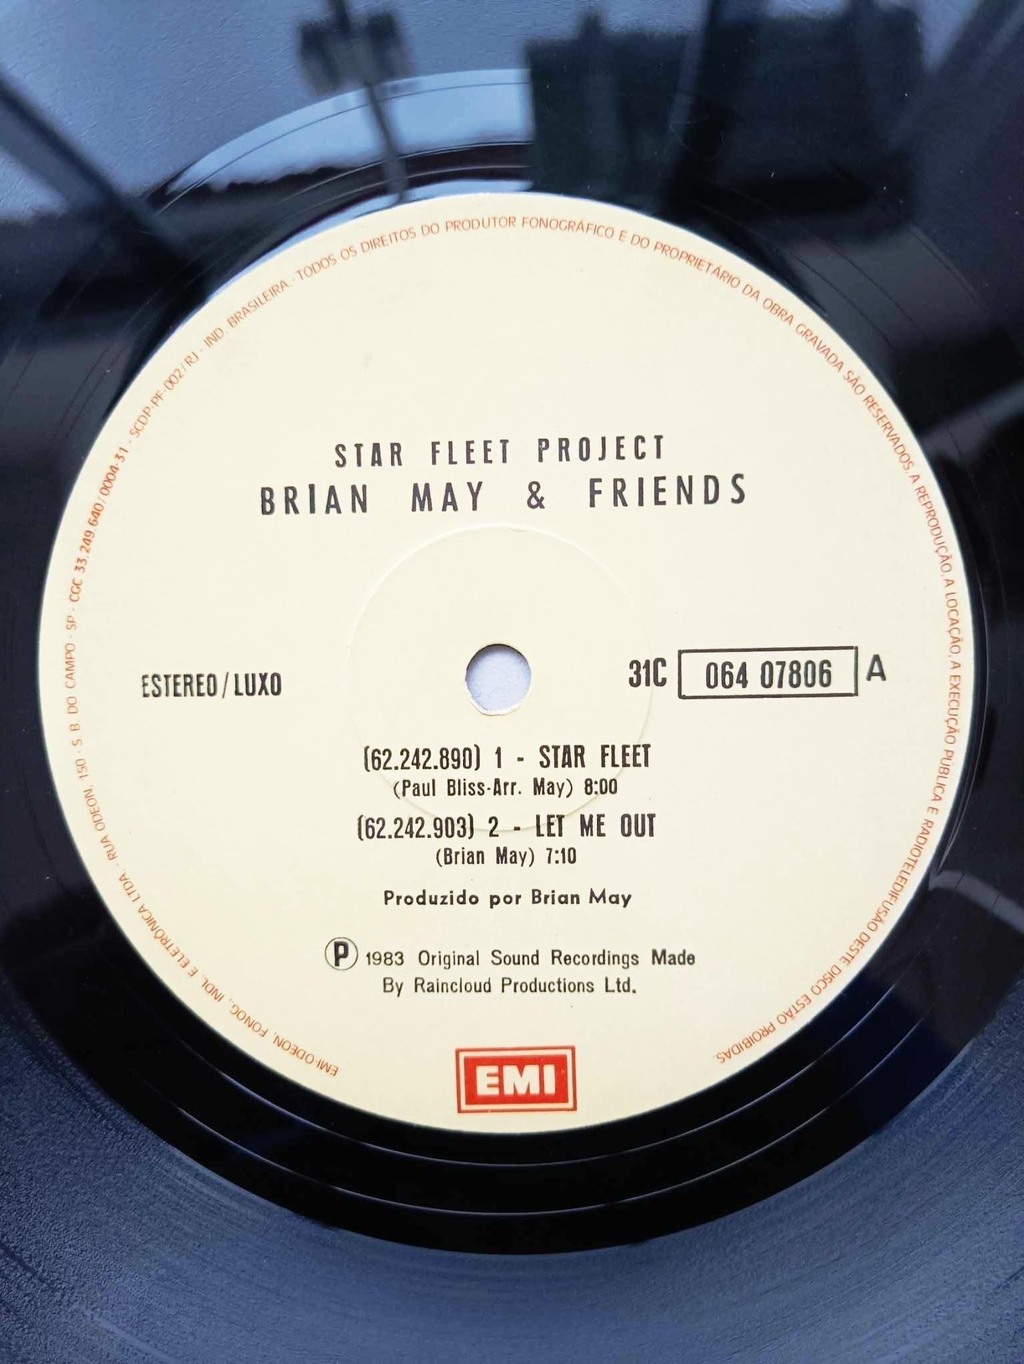 EMI-ODEON, FONOG., INDL. E ELETRÔNICA LTDA. - RUA ODEON, 150 - S. B. DO CAMPO - SP - CGC 33.249.640/0004-31 - SCDP-PF-002/RJ - IND. BRASILEIRA. - TODOS OS DIREITOS DO PRODUTOR FONOGRÁFICO E DO PROPRIETÁRIO DA OBRA GRAVADA SÃO RESERVADOS. A REPRODUÇÃO, A LOCAÇÃO, A EXECUÇÃO PÚBLICA E RADIOTELEDIFUSÃO DESTE DISCO ESTÃO PROIBIDAS.
STAR FLEET PROJECT
BRIAN MAY & FRIENDS
ESTEREO/LUXO
31C 064 07806 A
(62.242.890) 1 - STAR FLEET
(Paul Bliss-Arr. May) 8:00
(62.242.903) 2 - LET ME OUT
(Brian May) 7:10
Produzido por Brian May
Ⓟ 1983 Original Sound Recordings Made
By Raincloud Productions Ltd.
EMI